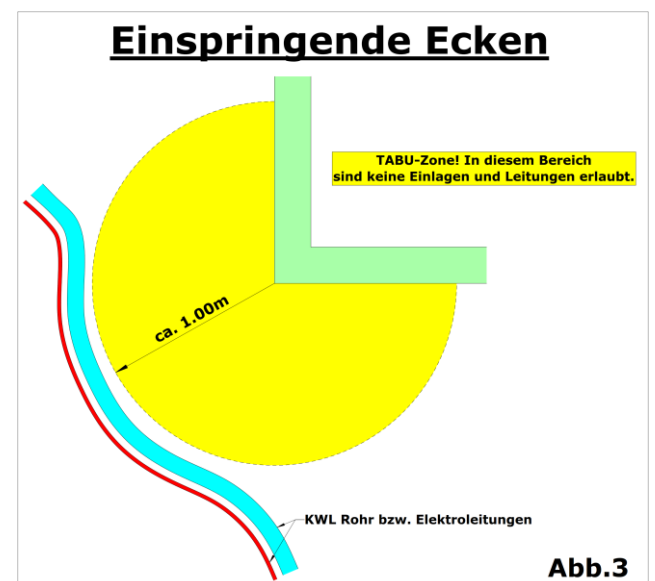 Einspringende Ecken
TABU-Zone! In diesem Bereich
sind keine Einlagen und Leitungen erlaubt.
ca. 1.00m
KWL Rohr bzw. Elektroleitungen
Abb.3